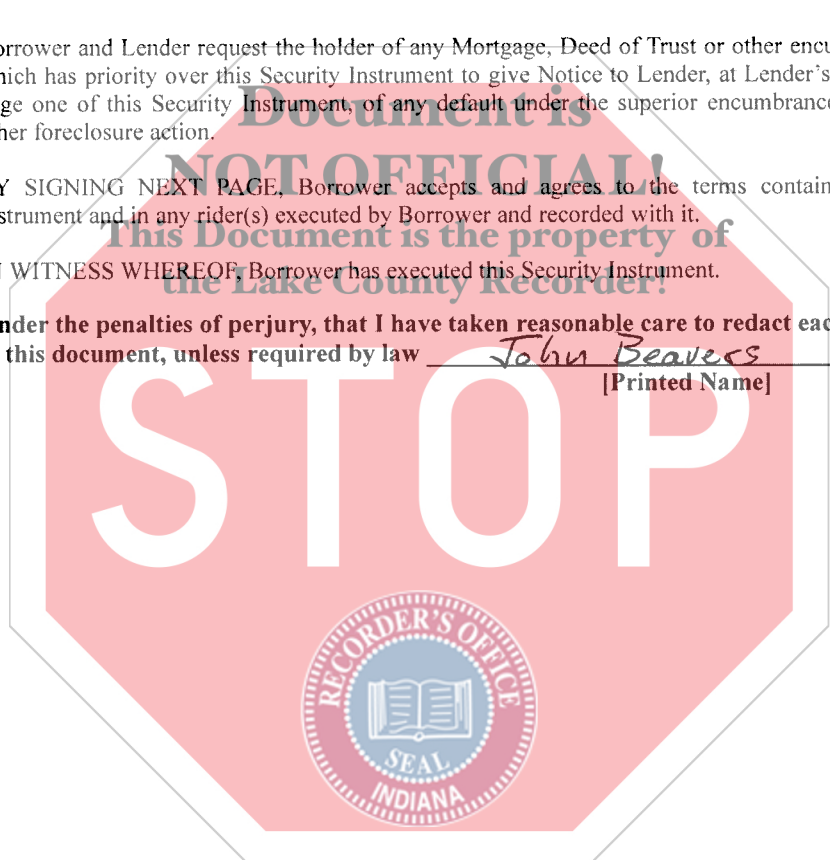 orrower and Lender request the holder of any Mortgage, Deed of Trust or other encu
hich has priority over this Security Instrument to give Notice to Lender, at Lender's
ge one of this Security Instrument, of any default under the superior encumbranc
her foreclosure action.
Document is
NOT OFFICIAL!
Y SIGNING NEXT PAGE, Borrower accepts and agrees to the terms contain
strument and in any rider(s) executed by Borrower and recorded with it.
This Document is the property of
the Lake County Recorder!
N WITNESS WHEREOF, Borrower has executed this Security Instrument.
nder the penalties of perjury, that I have taken reasonable care to redact eac
this document, unless required by law John Beavers
[Printed Name]
STOP
RECORDER'S OFFICE
SEAL
INDIANA